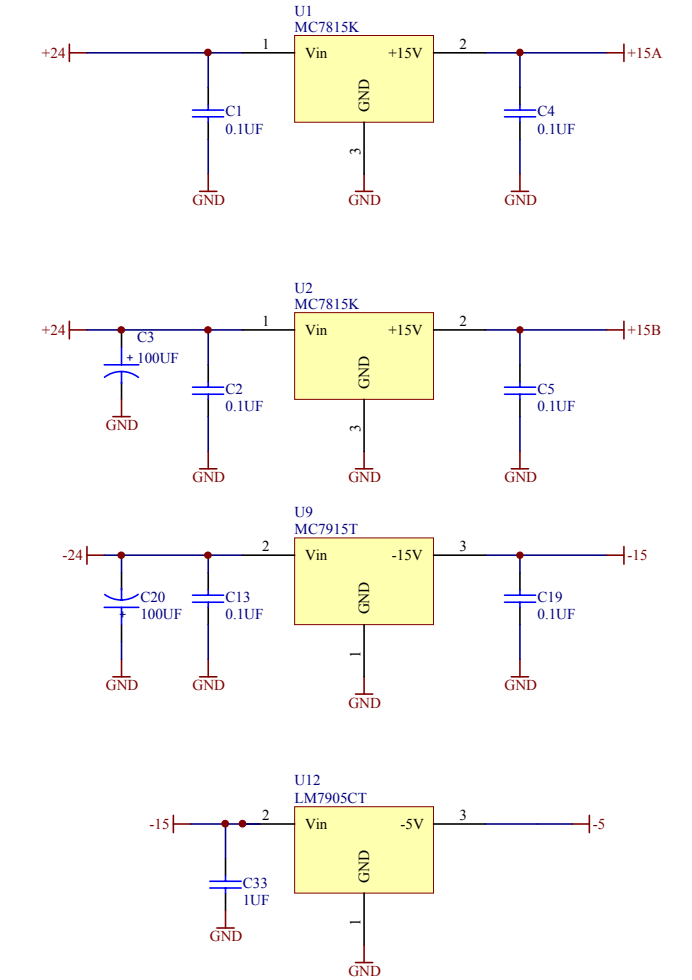 U1
MC7815K
+24
1
Vin
+15V
2
+15A
GND
C1
0.1UF
C4
0.1UF
3
GND
GND
GND
U2
MC7815K
+24
1
Vin
+15V
2
+15B
C3
+ 100UF
GND
C2
0.1UF
C5
0.1UF
GND
3
GND
GND
GND
U9
MC7915T
-24
2
Vin
-15V
3
-15
GND
C20
100UF
+
C13
0.1UF
C19
0.1UF
1
GND
GND
GND
GND
U12
LM7905CT
-15
2
Vin
-5V
3
-5
GND
C33
1UF
1
GND
GND